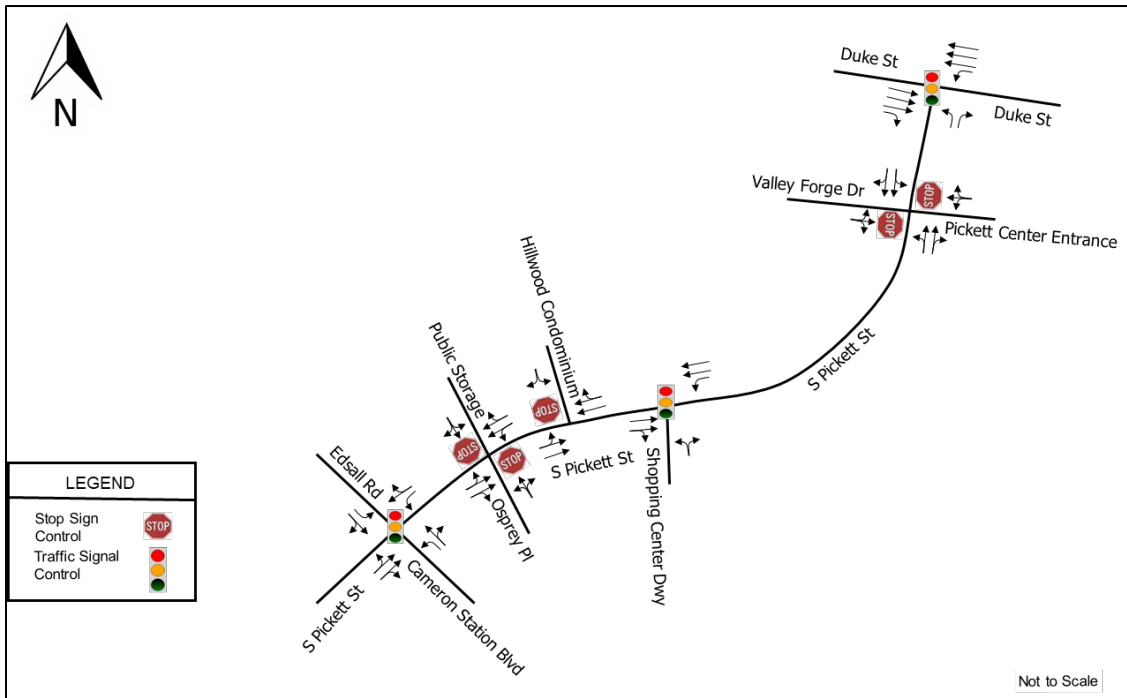 N
Duke St
Duke St
Valley Forge Dr
STOP
STOP
Pickett Center Entrance
Hillwood Condominium
S Pickett St
Public Storage
STOP
Edsall Rd
STOP
STOP
S Pickett St
Shopping Center Dwy
Osprey Pl
LEGEND
Stop Sign
Control
STOP
Traffic Signal
Control
S Pickett St
Cameron Station Blvd
Not to Scale